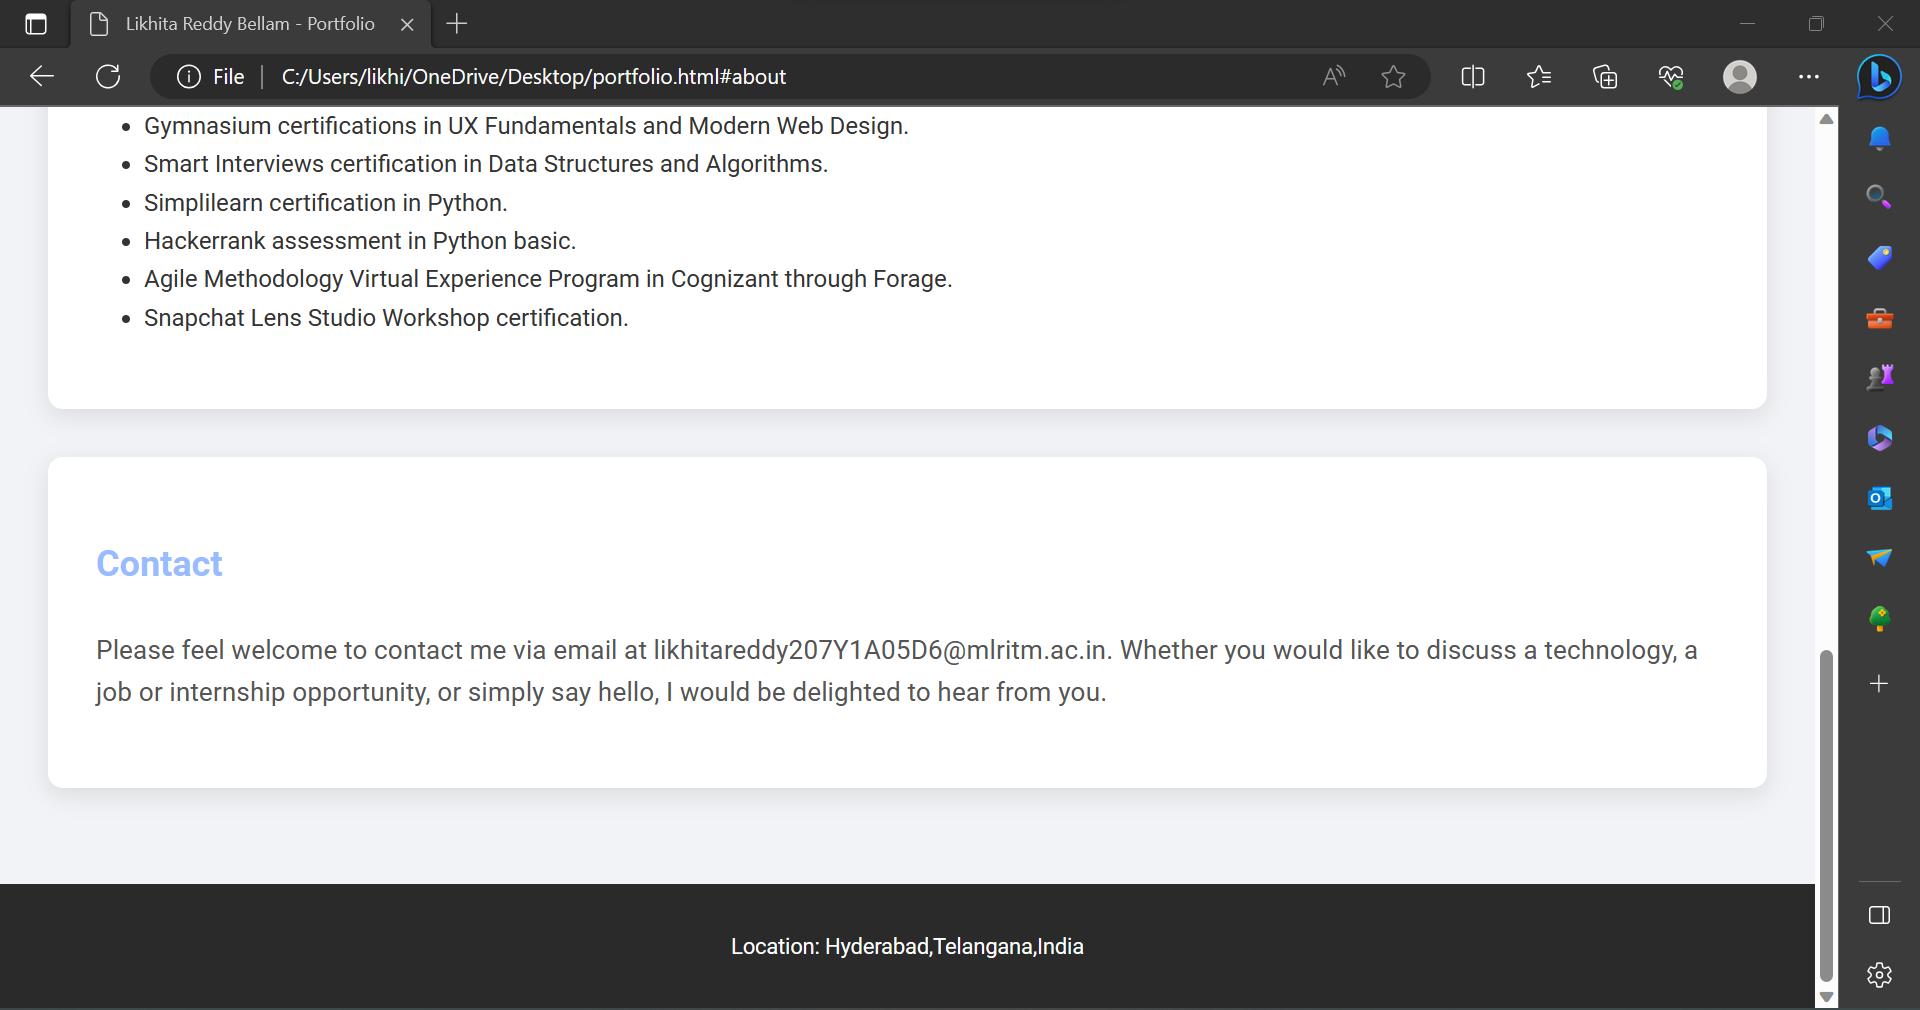 Likhita Reddy Bellam - Portfolio
File
C:/Users/likhi/OneDrive/Desktop/portfolio.html#about
Gymnasium certifications in UX Fundamentals and Modern Web Design.
Smart Interviews certification in Data Structures and Algorithms.
Simplilearn certification in Python.
Hackerrank assessment in Python basic.
Agile Methodology Virtual Experience Program in Cognizant through Forage.
Snapchat Lens Studio Workshop certification.
Contact
Please feel welcome to contact me via email at likhitareddy207Y1A05D6@mlritm.ac.in. Whether you would like to discuss a technology, a
job or internship opportunity, or simply say hello, I would be delighted to hear from you.
Location: Hyderabad,Telangana,India